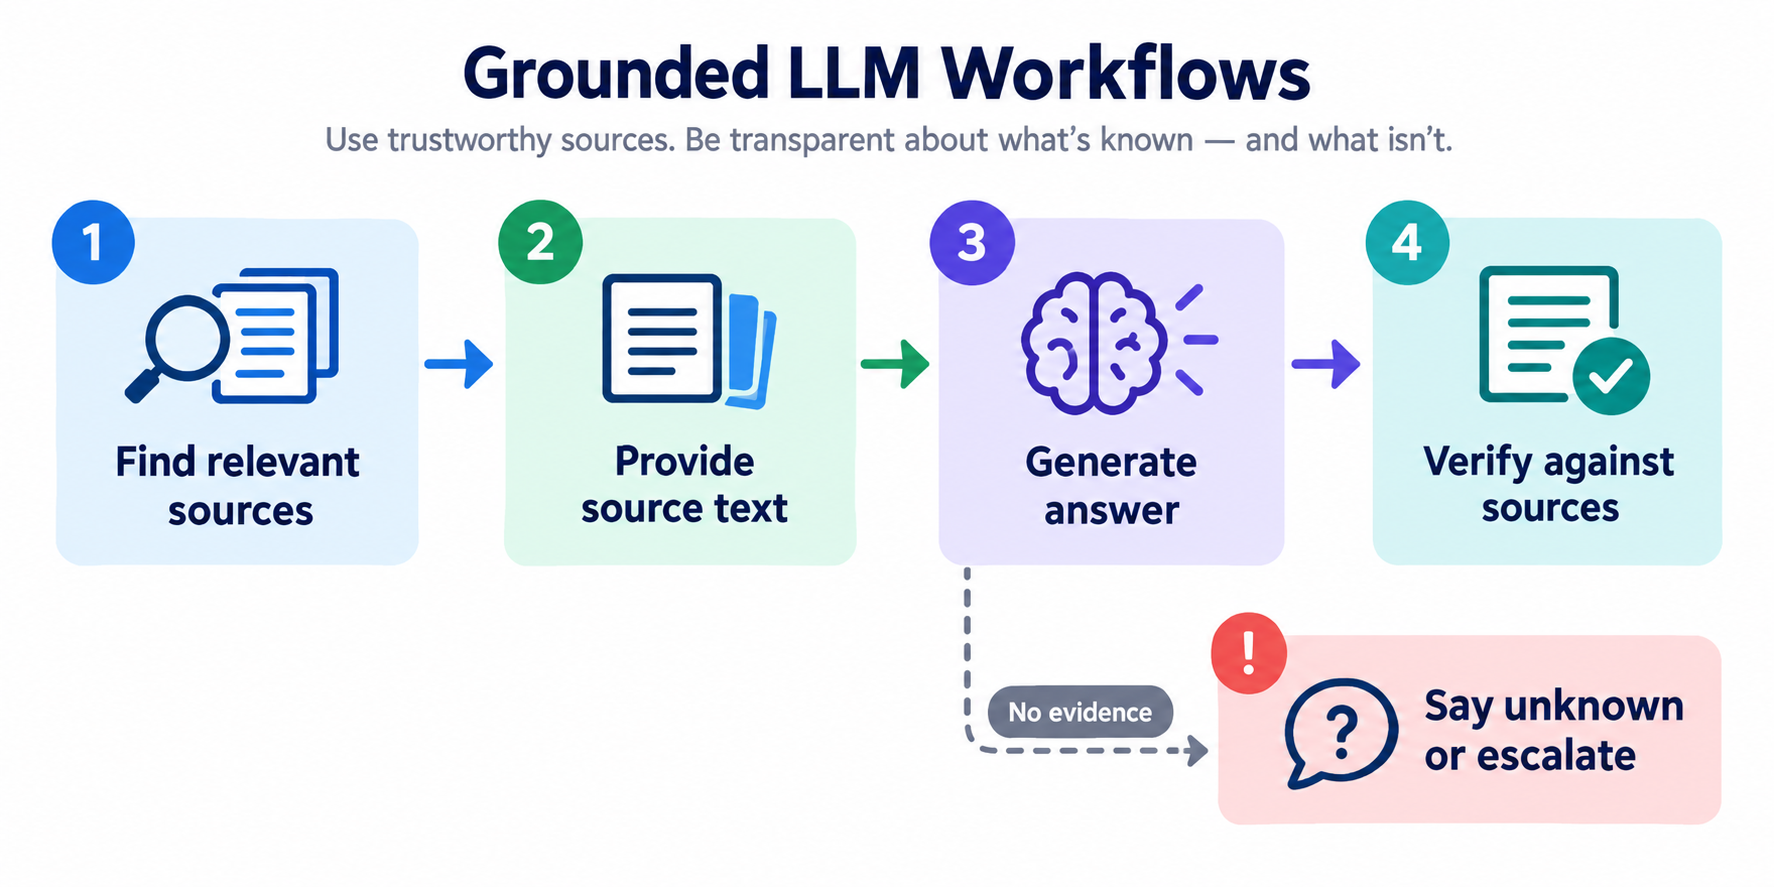 Grounded LLM Workflows
Use trustworthy sources. Be transparent about what's known — and what isn't.
1
Find relevant
sources
2
Provide
source text
3
Generate
answer
4
Verify against
sources
No evidence
!
?
Say unknown
or escalate